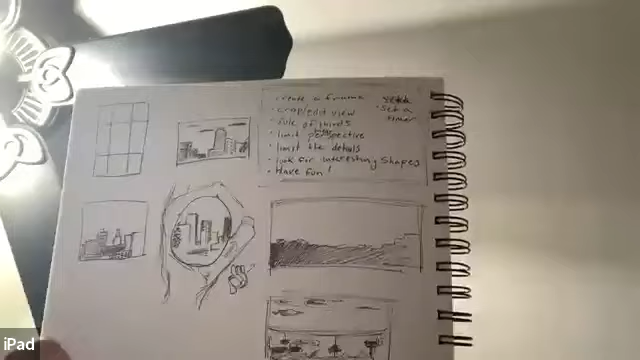 • create a frame
• crop/edit view
• rule of thirds
• limit perspective
• limit the details
• look for interesting shapes
• Have fun!
• set a
timer
iPad